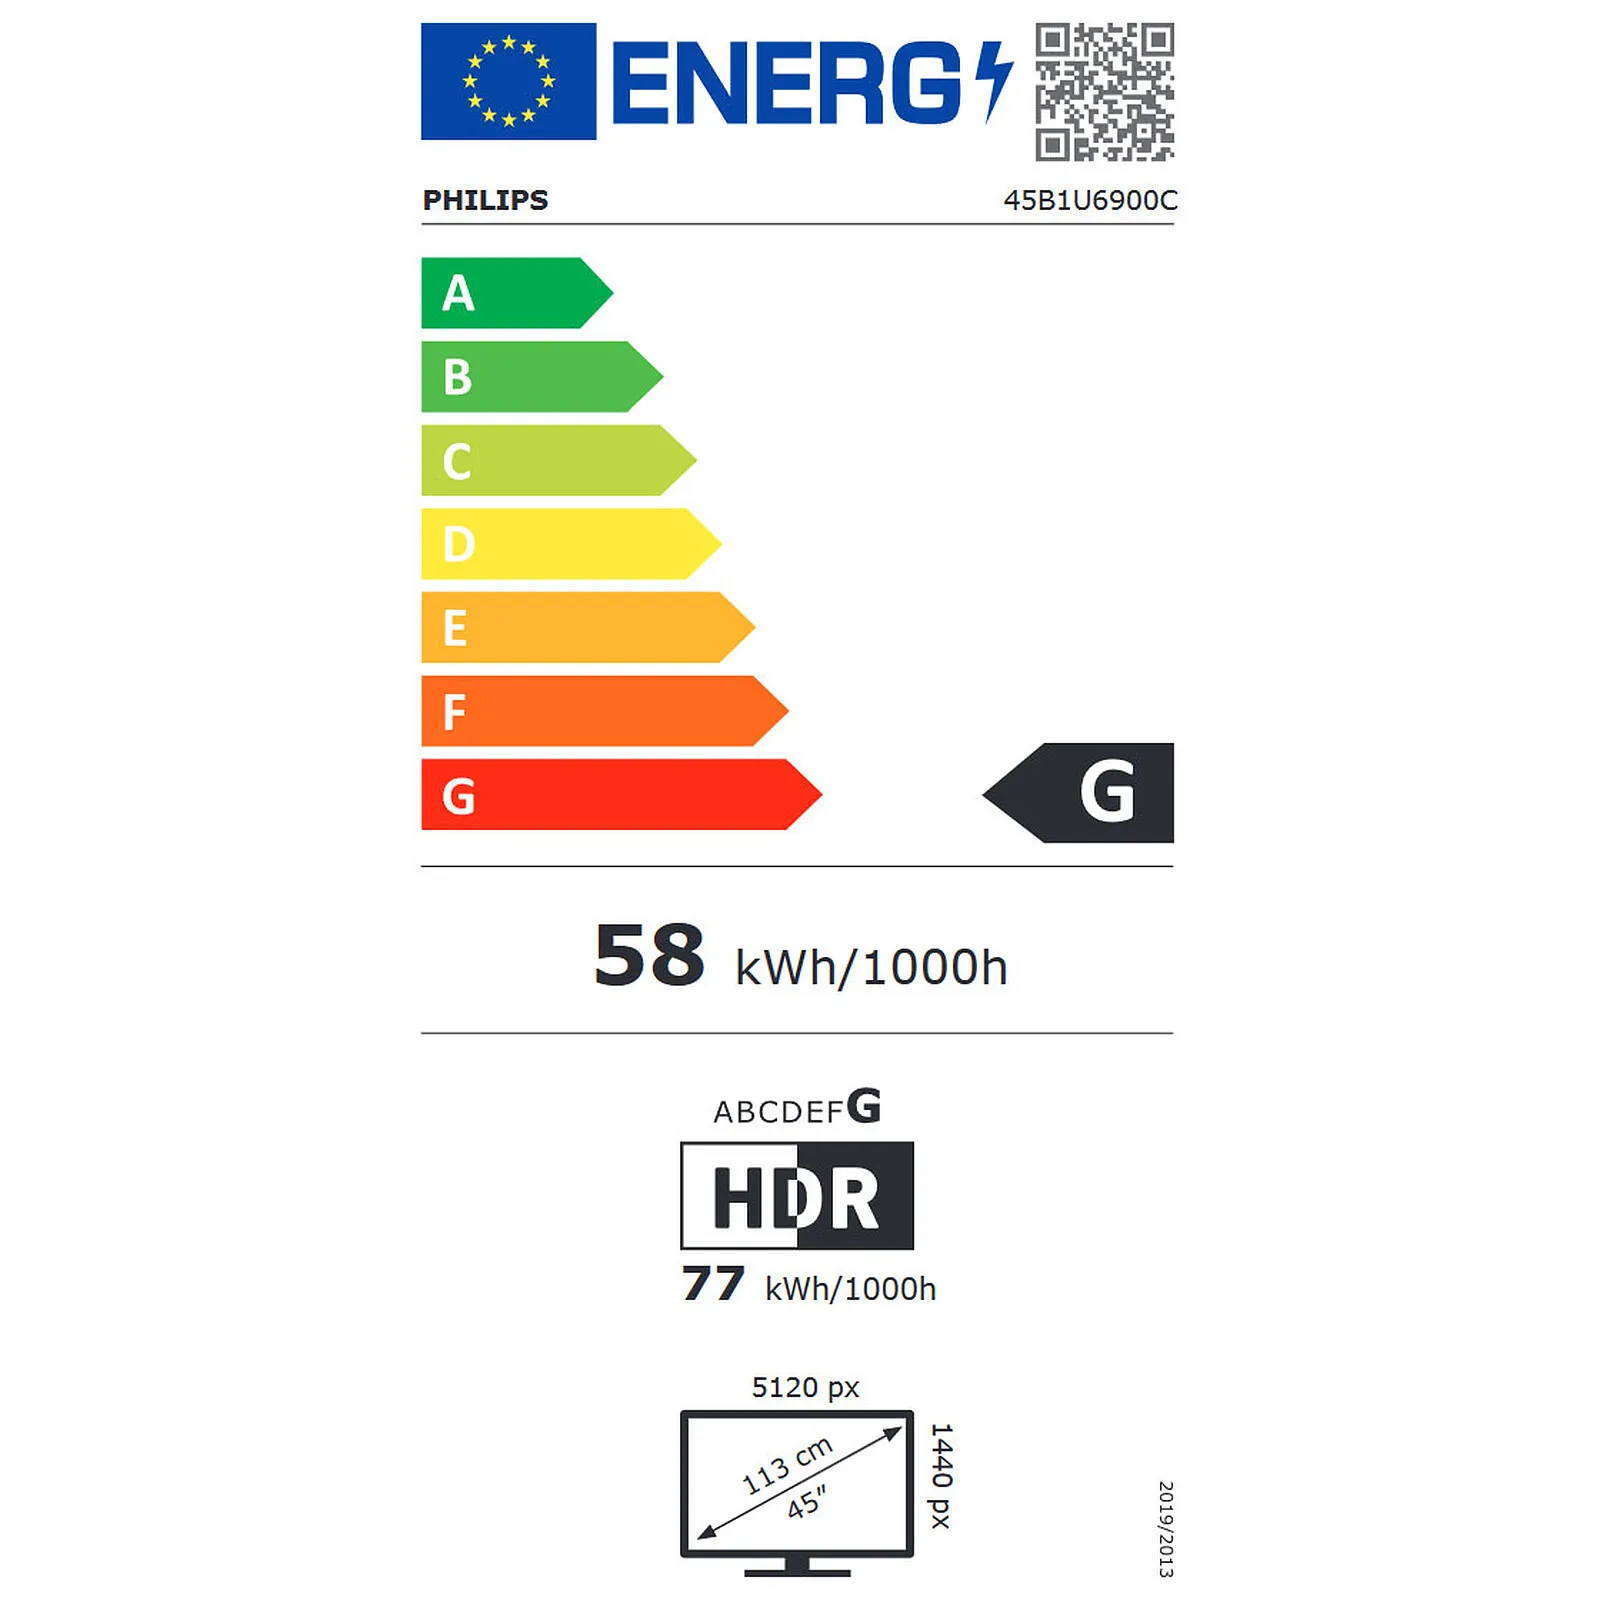 ENERG
PHILIPS 45B1U6900C
A
B
C
D
E
F
G
G
58 kWh/1000h
ABCDEFG
HDR
77 kWh/1000h
5120 px
1440 px
113 cm
45”
2019/2013